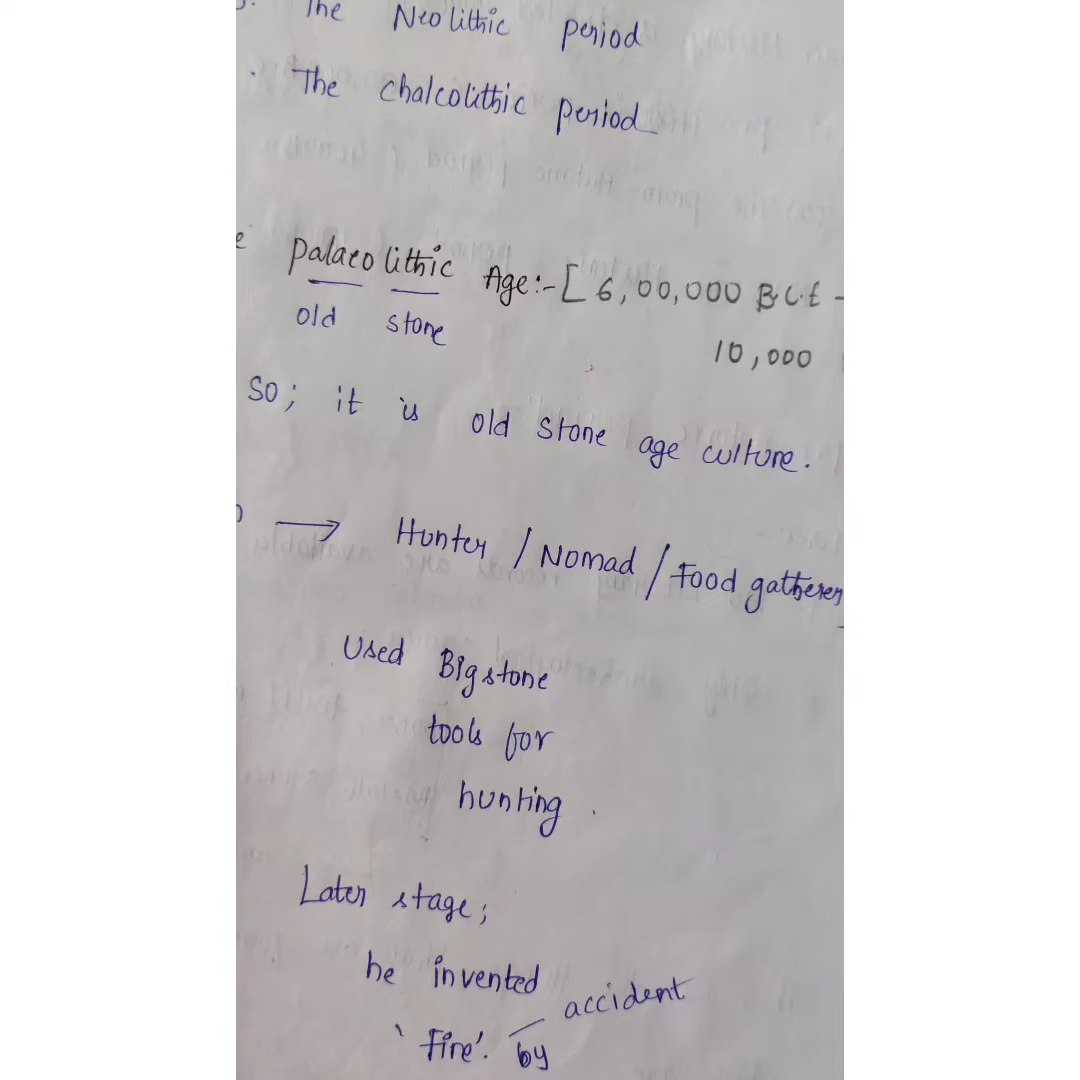 3. The Neolithic period
. The chalcolithic period
e Palaeolithic Age:- [ 6,00,000 BCE -
old stone
10,000
So; it is old stone age culture.
→ Hunter / Nomad / Food gatherer
Used Big stone
tools for
hunting.
Later stage;
he invented
accident
'Fire'. by